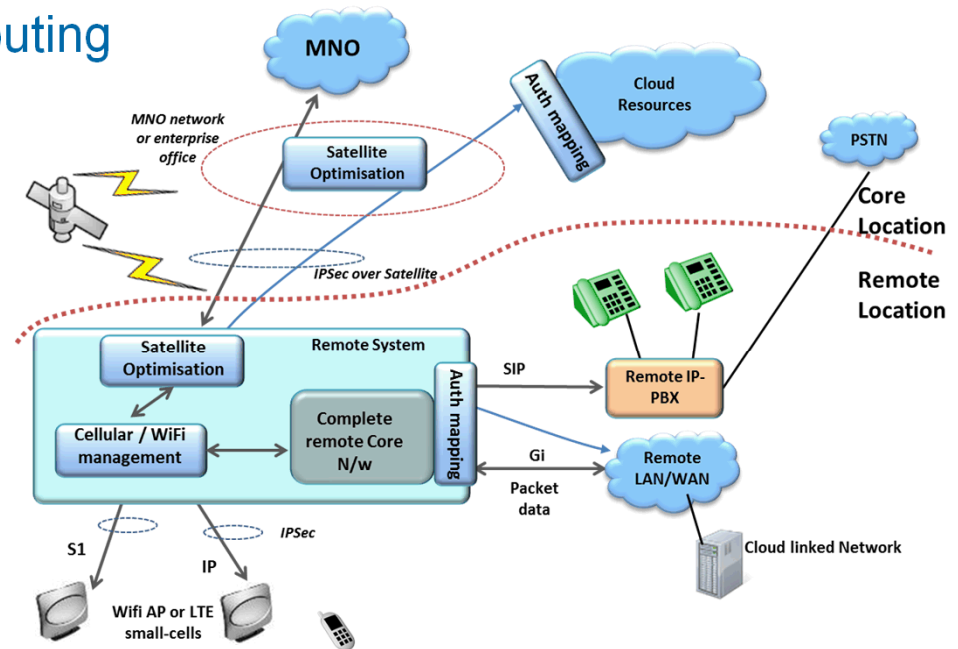 outing
MNO
MNO network
or enterprise
office
Satellite
Optimisation
Auth mapping
Cloud
Resources
PSTN
Core
Location
IPSec over Satellite
Remote
Location
Remote System
Satellite
Optimisation
Cellular / WiFi
management
Complete
remote Core
N/w
Auth mapping
SIP
Remote IP-
PBX
Gi
Packet
data
Remote
LAN/WAN
Cloud linked Network
S1
IPSec
IP
Wifi AP or LTE
small-cells